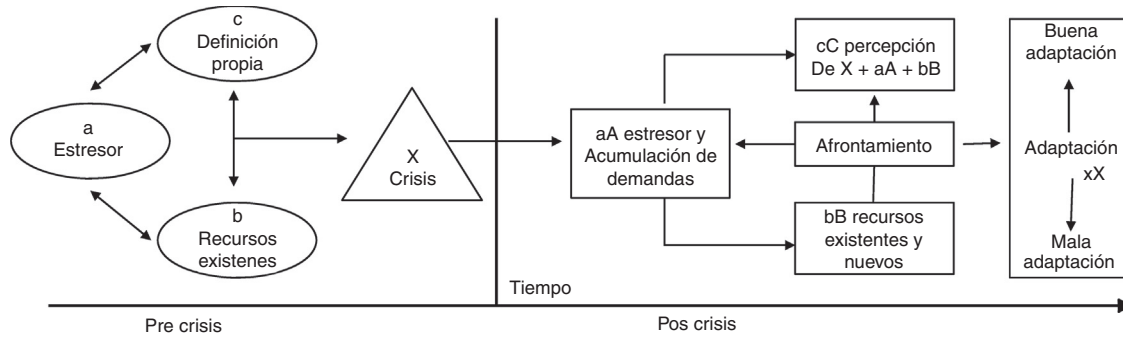 c
Definición
propia
a
Estresor
b
Recursos
existenes
X
Crisis
aA estresor y
Acumulación de
demandas
cC percepción
De X + aA + bB
Afrontamiento
bB recursos
existentes y
nuevos
Buena
adaptación
Adaptación
xX
Mala
adaptación
Tiempo
Pre crisis
Pos crisis